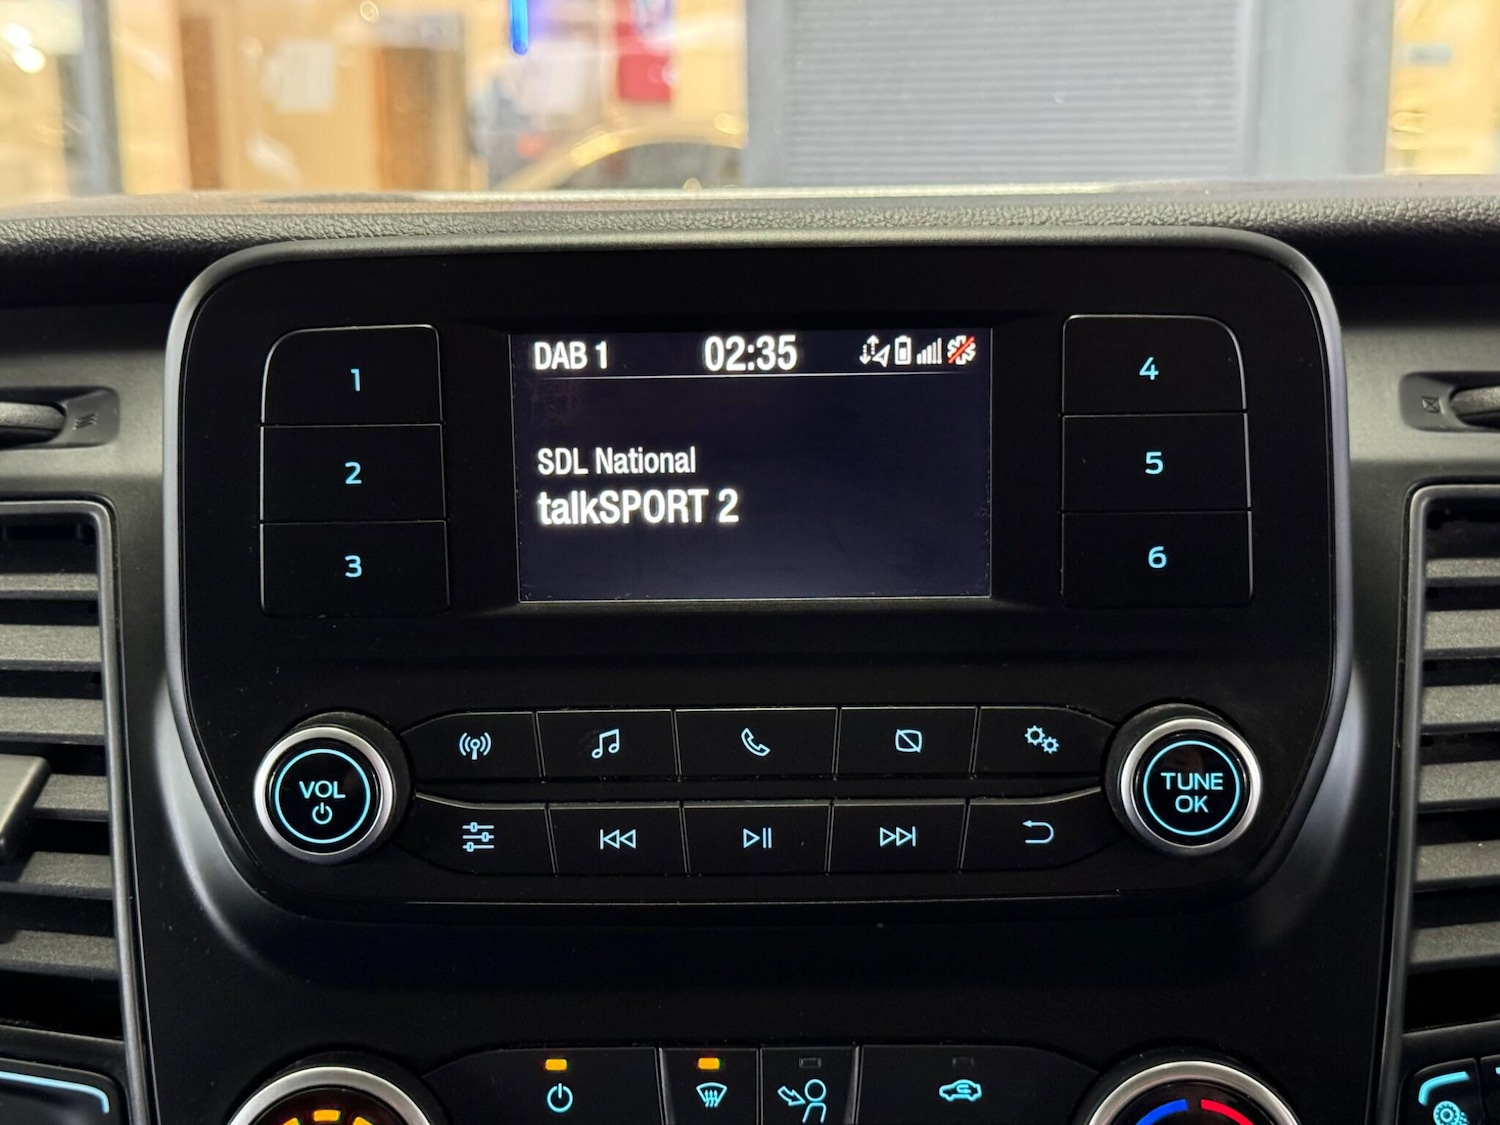 DAB 1 02:35
SDL National
talkSPORT 2
1
2
3
4
5
6
VOL
TUNE
OK